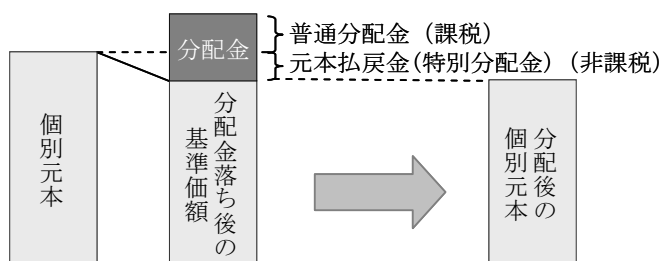 分配金
普通分配金 (課税)
元本払戻金(特別分配金) (非課税)
個別元本
分配金落ち後の
基準価額
分配後の
個別元本